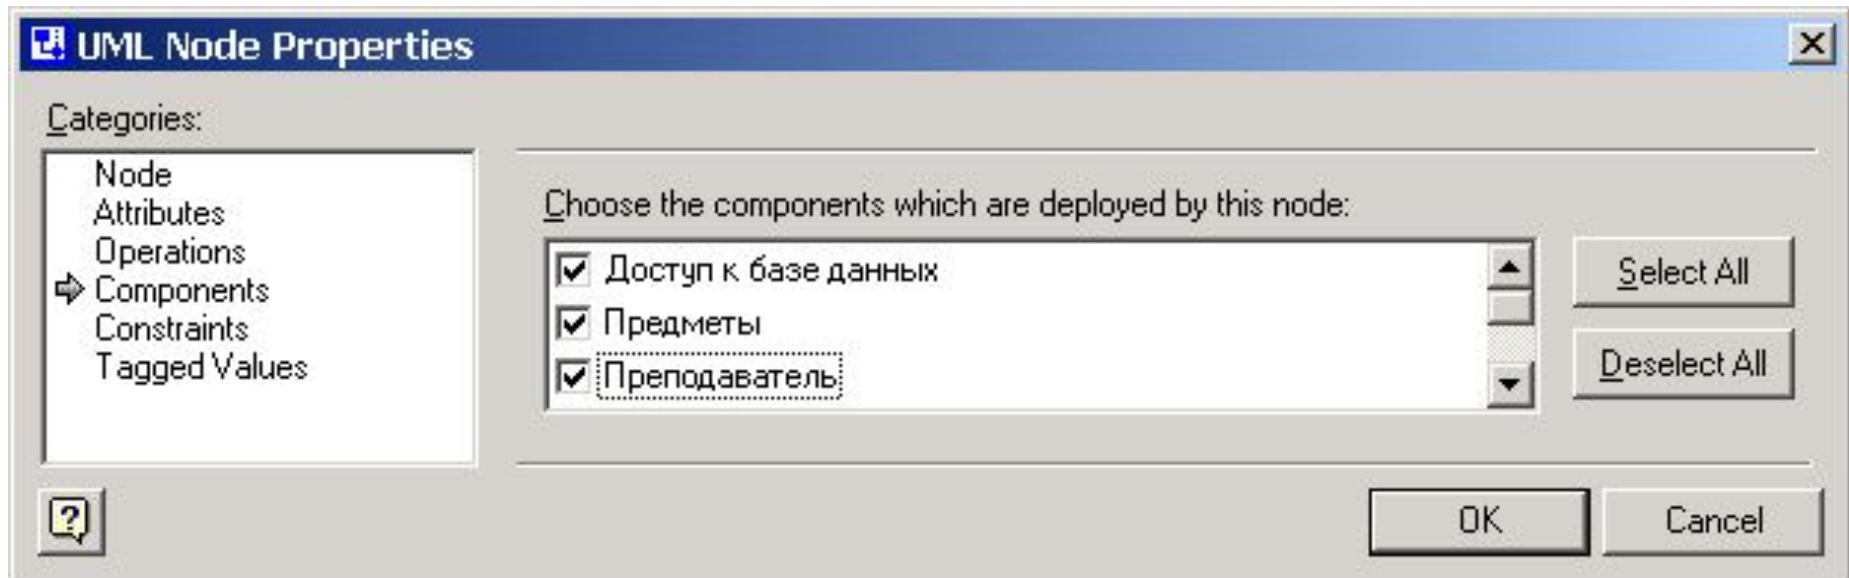 UML Node Properties
Categories:
Node
Attributes
Operations
Components
Constraints
Tagged Values
Choose the components which are deployed by this node:
Доступ к базе данных
Предметы
Преподаватель
Select All
Deselect All
?
OK
Cancel